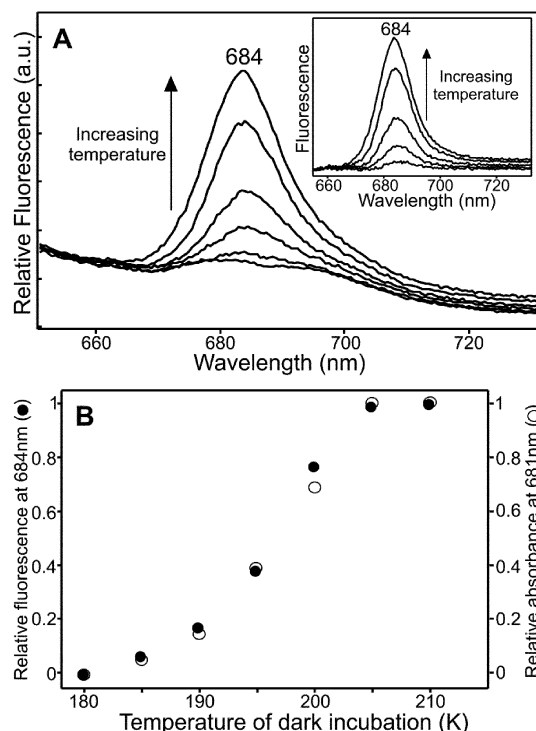 A
684
Increasing
temperature
Relative Fluorescence (a.u.)
660
680
700
720
Wavelength (nm)
684
Increasing
temperature
Fluorescence
660
680
700
720
Wavelength (nm)
B
Relative fluorescence at 684nm (●)
1
0.8
0.6
0.4
0.2
0
Relative absorbance at 681nm (○)
1
0.8
0.6
0.4
0.2
0
180
190
200
210
Temperature of dark incubation (K)